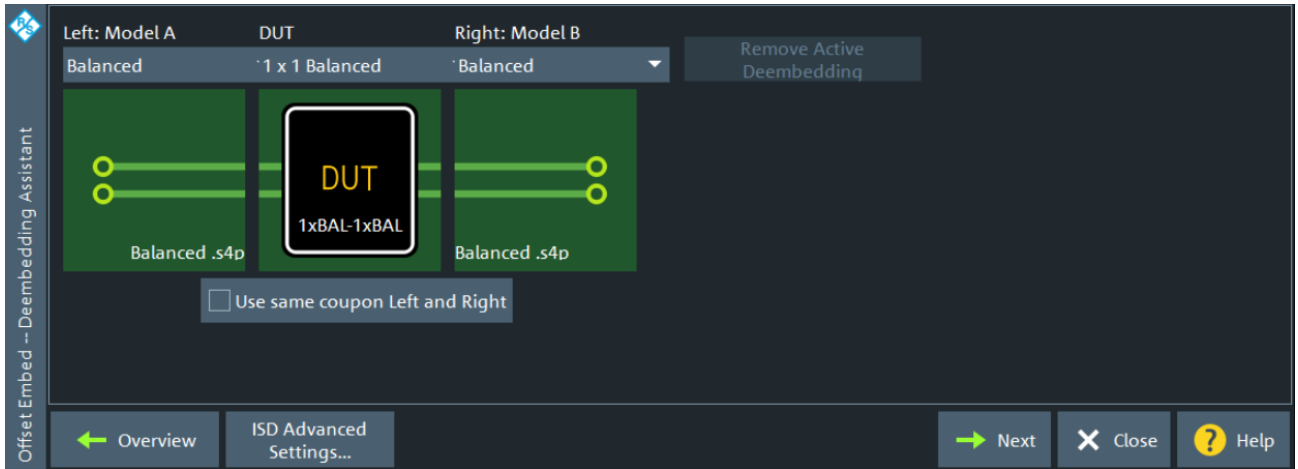 R&S
Left: Model A
DUT
Right: Model B
Balanced
1 x 1 Balanced
Balanced
Remove Active
Deembedding
DUT
1xBAL-1xBAL
Balanced .s4p
Balanced .s4p
Use same coupon Left and Right
Offset Embed -- Deembedding Assistant
Overview
ISD Advanced
Settings...
Next
Close
? Help